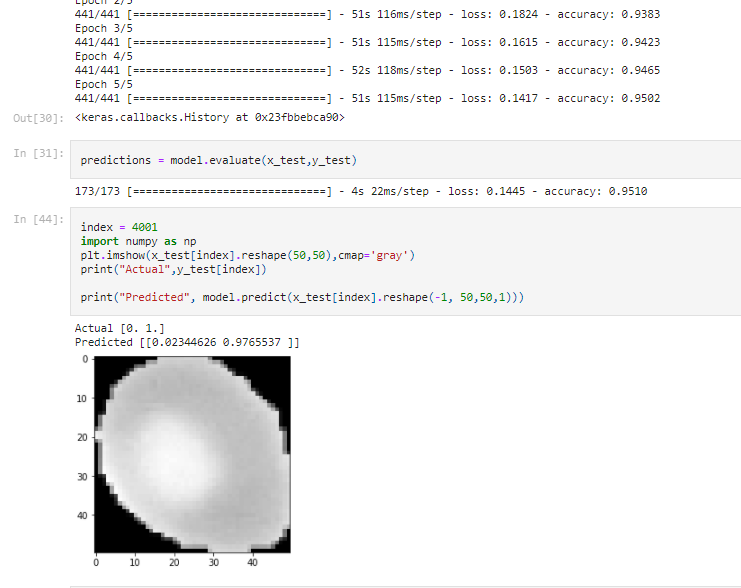 Epoch 2/5
441/441 [==============================] - 51s 116ms/step - loss: 0.1824 - accuracy: 0.9383
Epoch 3/5
441/441 [==============================] - 51s 115ms/step - loss: 0.1615 - accuracy: 0.9423
Epoch 4/5
441/441 [==============================] - 52s 118ms/step - loss: 0.1503 - accuracy: 0.9465
Epoch 5/5
441/441 [==============================] - 51s 115ms/step - loss: 0.1417 - accuracy: 0.9502
Out[30]: <keras.callbacks.History at 0x23fbbebca90>
In [31]: predictions = model.evaluate(x_test,y_test)
173/173 [==============================] - 4s 22ms/step - loss: 0.1445 - accuracy: 0.9510
In [44]:
index = 4001
import numpy as np
plt.imshow(x_test[index].reshape(50,50),cmap='gray')
print("Actual",y_test[index])
print("Predicted", model.predict(x_test[index].reshape(-1, 50,50,1)))
Actual [0. 1.]
Predicted [[0.02344626 0.9765537 ]]
0
10
20
30
40
0 10 20 30 40